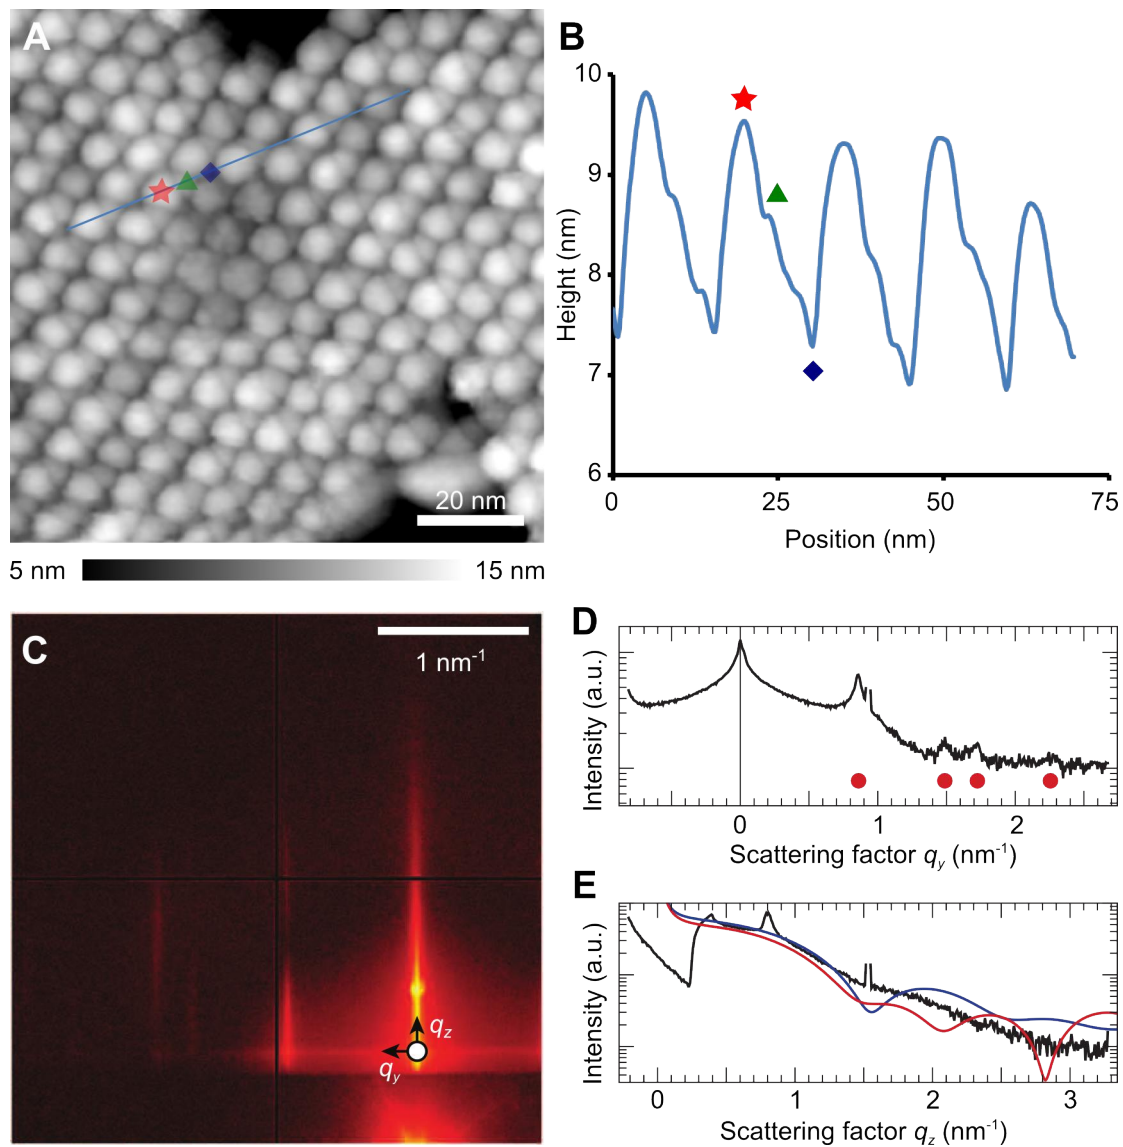 A
20 nm
5 nm
15 nm
B
Height (nm)
10
9
8
7
6
0
25
50
75
Position (nm)
C
1 nm⁻¹
q_z
q_y
D
Intensity (a.u.)
0
1
2
Scattering factor q_y (nm⁻¹)
E
Intensity (a.u.)
0
1
2
3
Scattering factor q_z (nm⁻¹)